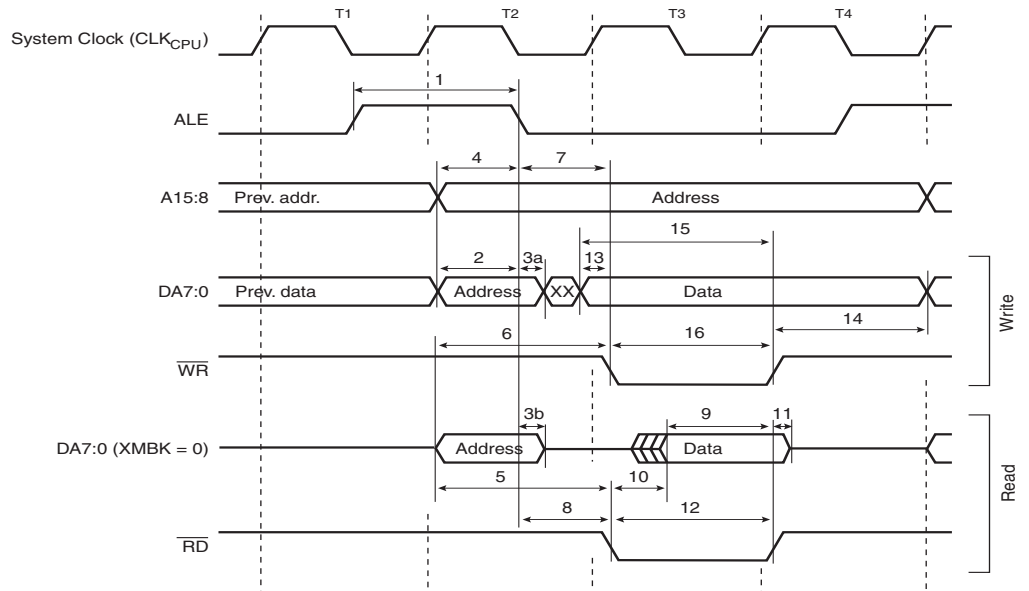 T1 T2 T3 T4
System Clock (CLKCPU)
1
ALE
4 7
A15:8 Prev. addr. Address
15
2 3a 13
DA7:0 Prev. data Address XX Data
14
6 16
WR
Write
3b 9 11
DA7:0 (XMBK = 0) Address Data
5 10
8 12
RD
Read